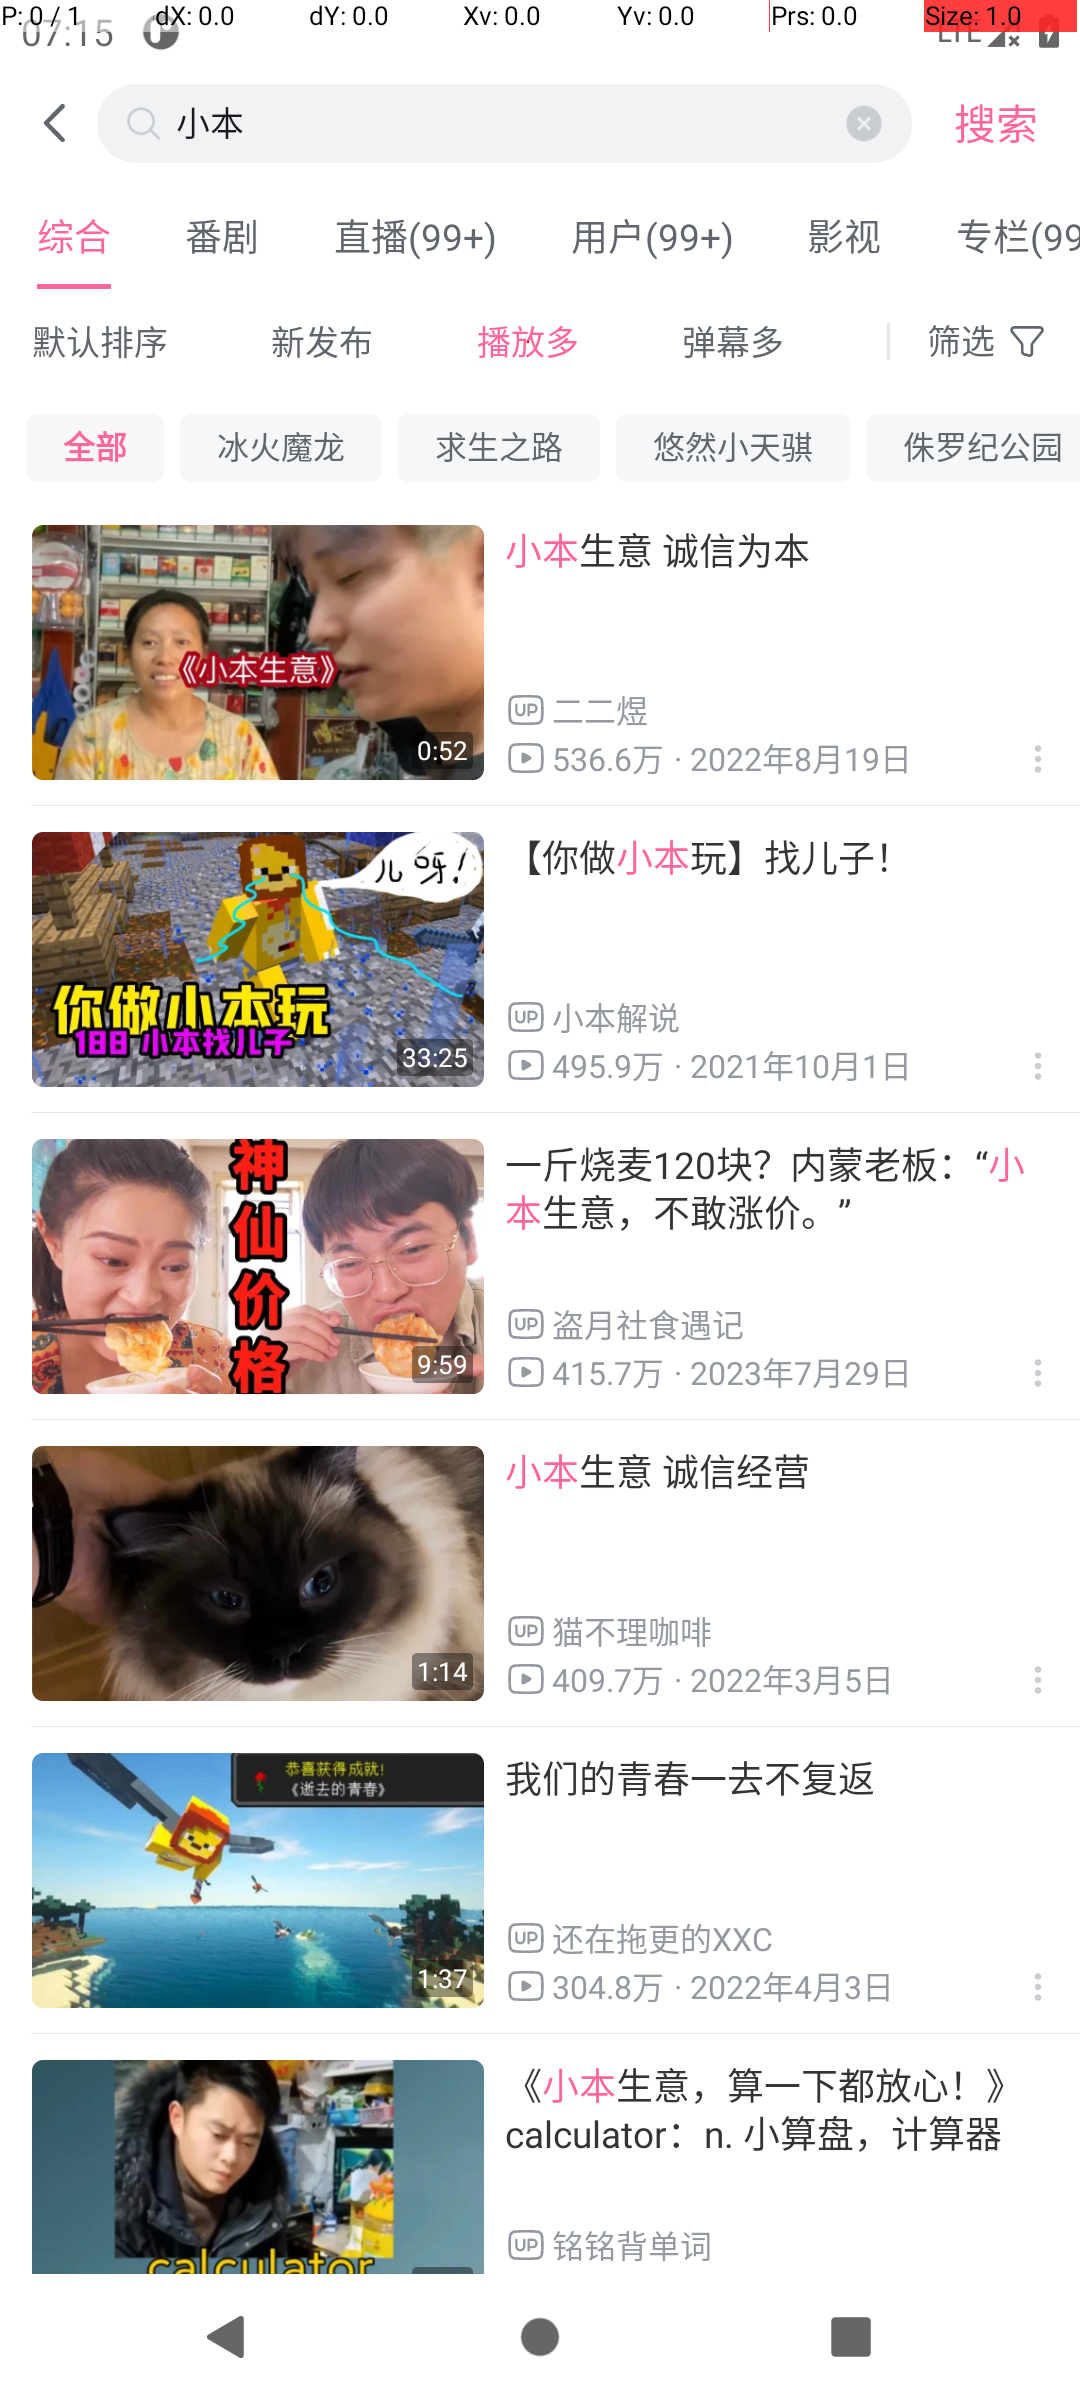 P: 0 / 1 dX: 0.0 dY: 0.0 Xv: 0.0 Yv: 0.0 Prs: 0.0 Size: 1.0
07:15 LTE
小本 搜索
综合 番剧 直播(99+) 用户(99+) 影视 专栏(99
默认排序 新发布 播放多 弹幕多 筛选
全部 冰火魔龙 求生之路 悠然小天骐 侏罗纪公园
小本生意 诚信为本
《小本生意》
0:52
UP 二二煜
536.6万 · 2022年8月19日
【你做小本玩】找儿子！
儿呀!
你做小本玩
188 小本找儿子
33:25
UP 小本解说
495.9万 · 2021年10月1日
一斤烧麦120块？内蒙老板：“小
本生意，不敢涨价。”
神
仙
价
格
9:59
UP 盗月社食遇记
415.7万 · 2023年7月29日
小本生意 诚信经营
1:14
UP 猫不理咖啡
409.7万 · 2022年3月5日
我们的青春一去不复返
恭喜获得成就!
《逝去的青春》
1:37
UP 还在拖更的XXC
304.8万 · 2022年4月3日
《小本生意，算一下都放心！》
calculator：n. 小算盘，计算器
calculator
UP 铭铭背单词